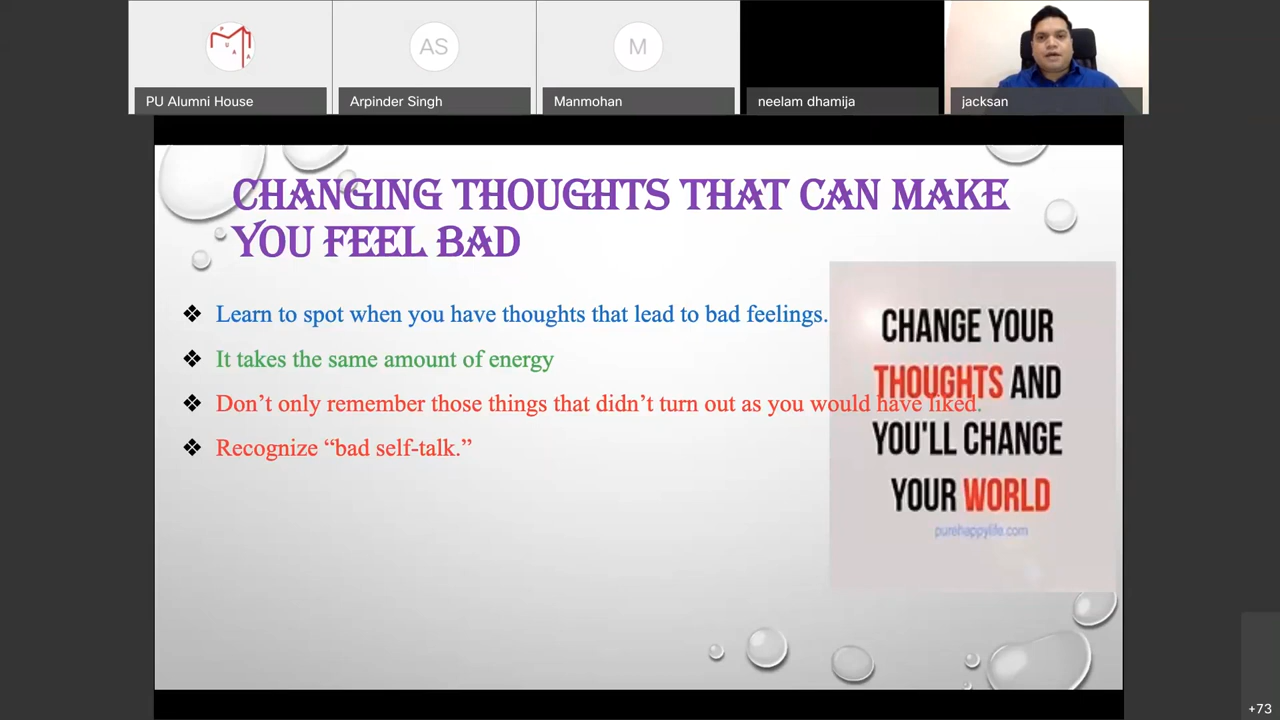 PUAA
PU Alumni House
AS
Arpinder Singh
M
Manmohan
neelam dhamija
jacksan
CHANGING THOUGHTS THAT CAN MAKE
YOU FEEL BAD
Learn to spot when you have thoughts that lead to bad feelings.
It takes the same amount of energy
Don’t only remember those things that didn’t turn out as you would have liked.
Recognize “bad self-talk.”
CHANGE YOUR
THOUGHTS AND
YOU'LL CHANGE
YOUR WORLD
purehappylife.com
+73